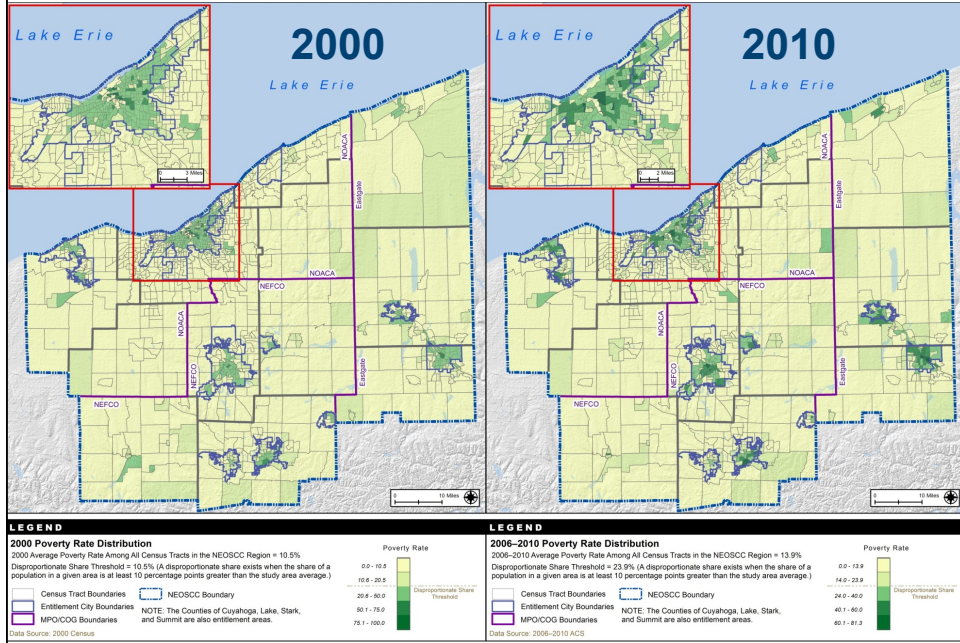 Lake Erie
2000
Lake Erie
NOACA
Eastgate
0 3 Miles
NOACA
NEFCO
NOACA
NEFCO
Eastgate
NEFCO
0 10 Miles
Lake Erie
2010
Lake Erie
NOACA
Eastgate
0 2 Miles
NOACA
NEFCO
NOACA
NEFCO
Eastgate
NEFCO
0 10 Miles
LEGEND
2000 Poverty Rate Distribution
2000 Average Poverty Rate Among All Census Tracts in the NEOSCC Region = 10.5%
Disproportionate Share Threshold = 10.5% (A disproportionate share exists when the share of a
population in a given area is at least 10 percentage points greater than the study area average.)
Census Tract Boundaries
Entitlement City Boundaries
MPO/COG Boundaries
NEOSCC Boundary
NOTE: The Counties of Cuyahoga, Lake, Stark,
and Summit are also entitlement areas.
Data Source: 2000 Census
Poverty Rate
0.0 - 10.5
10.6 - 20.5
20.6 - 50.0
50.1 - 75.0
75.1 - 100.0
Disproportionate Share
Threshold
LEGEND
2006–2010 Poverty Rate Distribution
2006–2010 Average Poverty Rate Among All Census Tracts in the NEOSCC Region = 13.9%
Disproportionate Share Threshold = 23.9% (A disproportionate share exists when the share of a
population in a given area is at least 10 percentage points greater than the study area average.)
Census Tract Boundaries
Entitlement City Boundaries
MPO/COG Boundaries
NEOSCC Boundary
NOTE: The Counties of Cuyahoga, Lake, Stark,
and Summit are also entitlement areas.
Data Source: 2006–2010 ACS
Poverty Rate
0.0 - 13.9
14.0 - 23.9
24.0 - 40.0
40.1 - 60.0
60.1 - 81.3
Disproportionate Share
Threshold